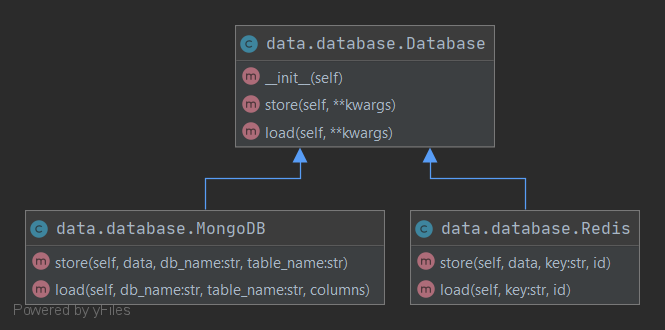 c data.database.Database
m __init__(self)
m store(self, **kwargs)
m load(self, **kwargs)
c data.database.MongoDB
m store(self, data, db_name:str, table_name:str)
m load(self, db_name:str, table_name:str, columns)
c data.database.Redis
m store(self, data, key:str, id)
m load(self, key:str, id)
Powered by yFiles